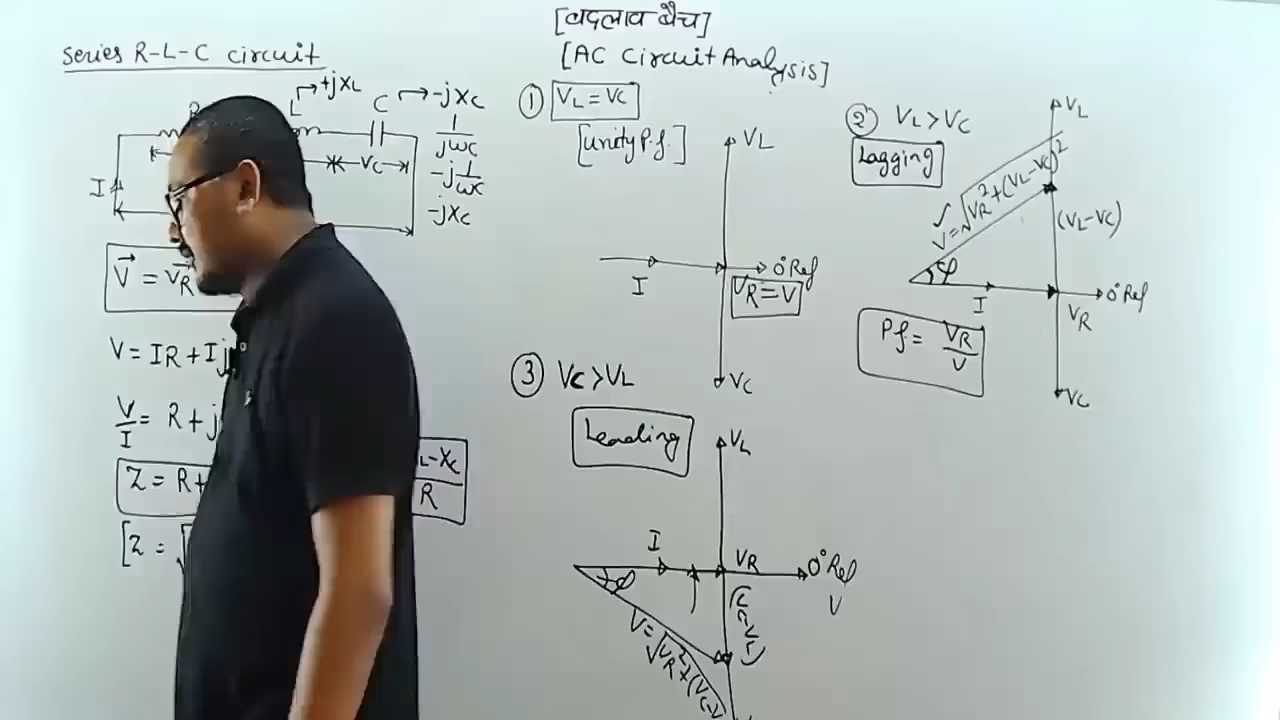 [बदलाव बैच]
[AC Circuit Analysis]
Series R-L-C circuit
+jXL
R
L
C
-jXC
1/jωC
-j 1/ωC
-jXC
VC
I
V = VR
V = IR + Ij
V/I = R + j
Z = R+
L-XC
R
[Z = √
① VL = VC
[Unity P.f.]
VL
I
0° Ref
VR = V
VC
② VL > VC
Lagging
VL
V = √VR² + (VL-VC)²
(VL-VC)
φ
I
0° Ref
VR
Pf = VR/V
VC
③ VC > VL
Leading
VL
I
VR
0° Ref
φ
V
V = √VR² + (VC-V